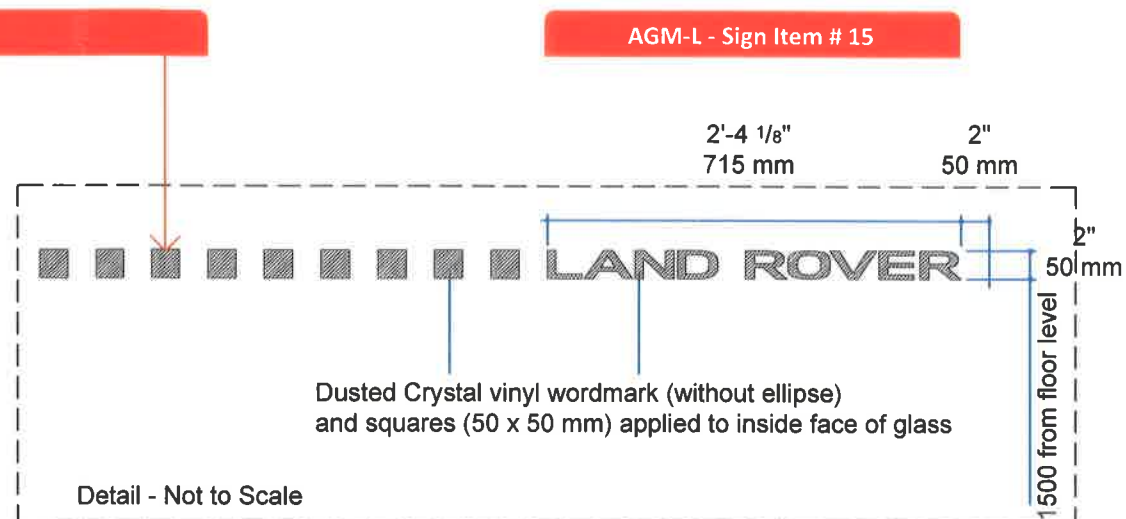 AGM-L - Sign Item # 15
2'-4 1/8" 2"
715 mm 50 mm
2"
50 mm
LAND ROVER
1500 from floor level
Dusted Crystal vinyl wordmark (without ellipse)
and squares (50 x 50 mm) applied to inside face of glass
Detail - Not to Scale